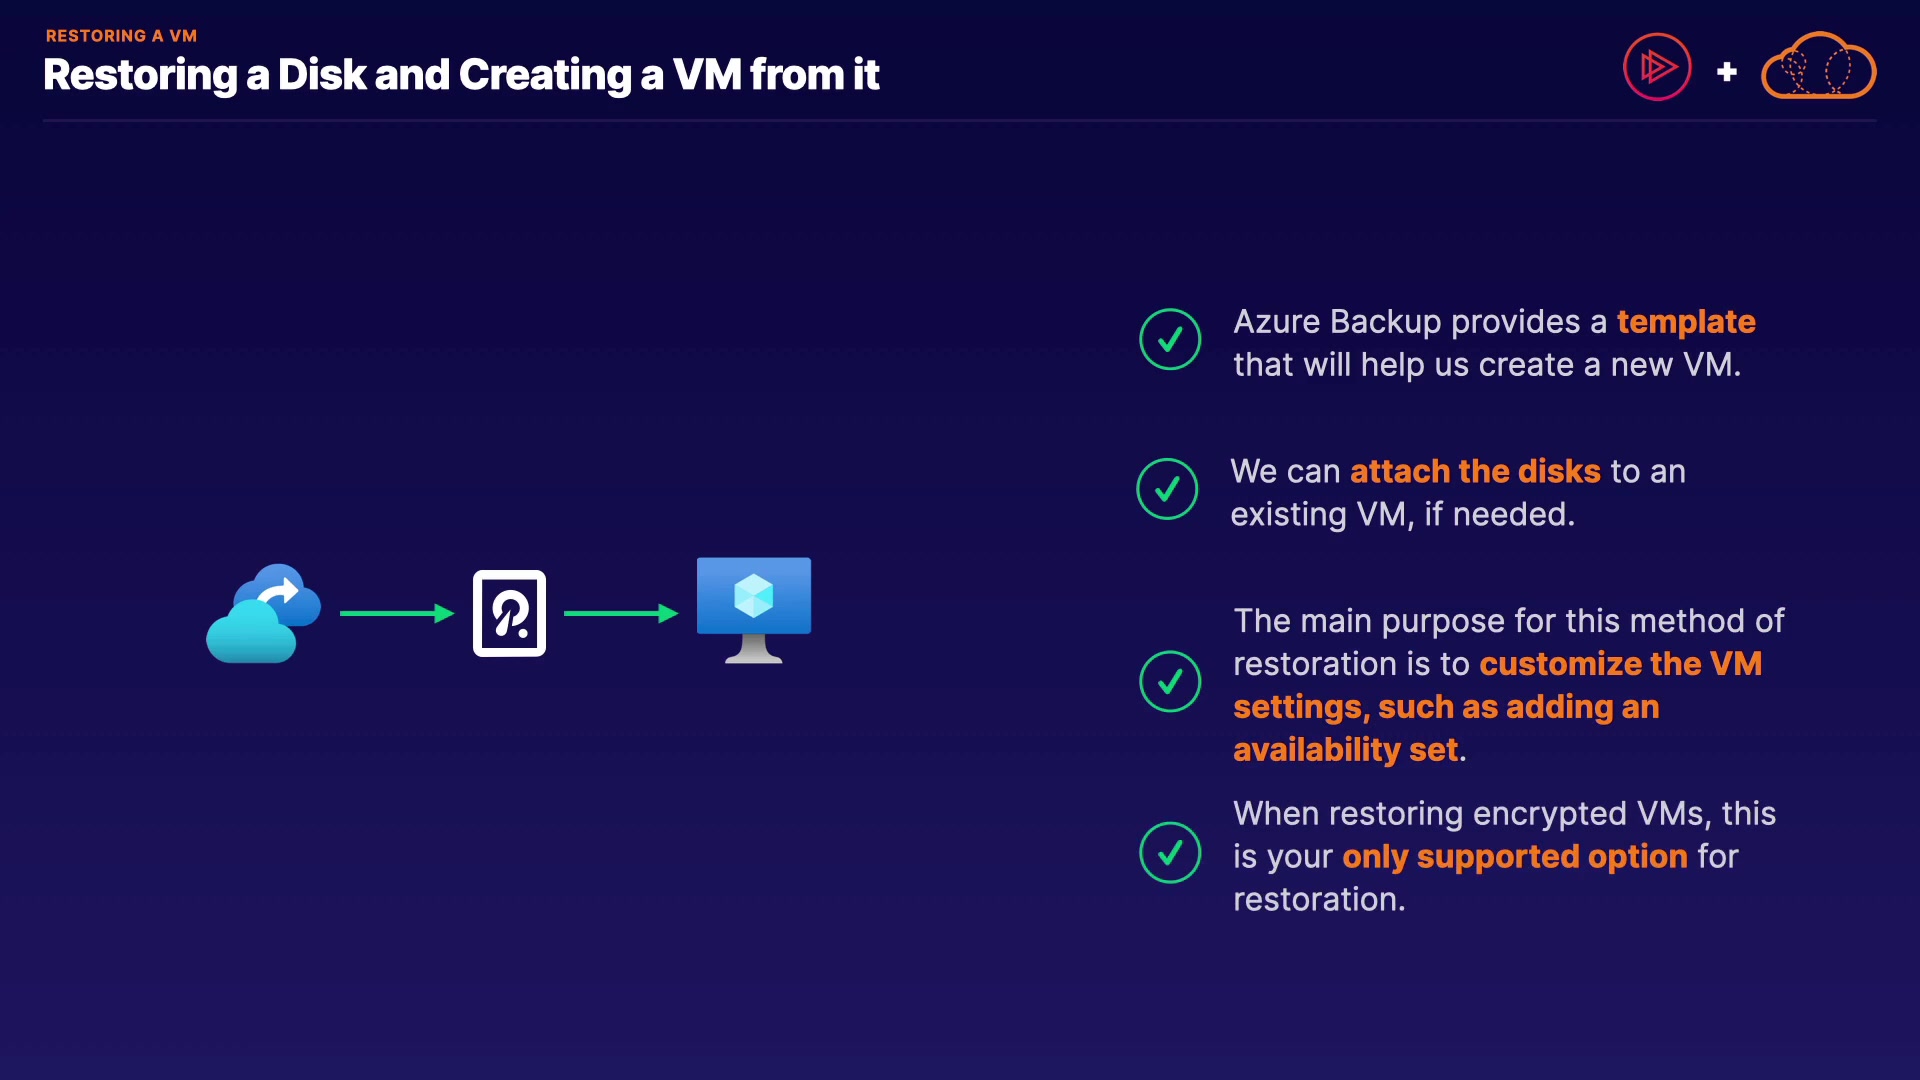 RESTORING A VM
Restoring a Disk and Creating a VM from it
Azure Backup provides a template
that will help us create a new VM.
We can attach the disks to an
existing VM, if needed.
The main purpose for this method of
restoration is to customize the VM
settings, such as adding an
availability set.
When restoring encrypted VMs, this
is your only supported option for
restoration.